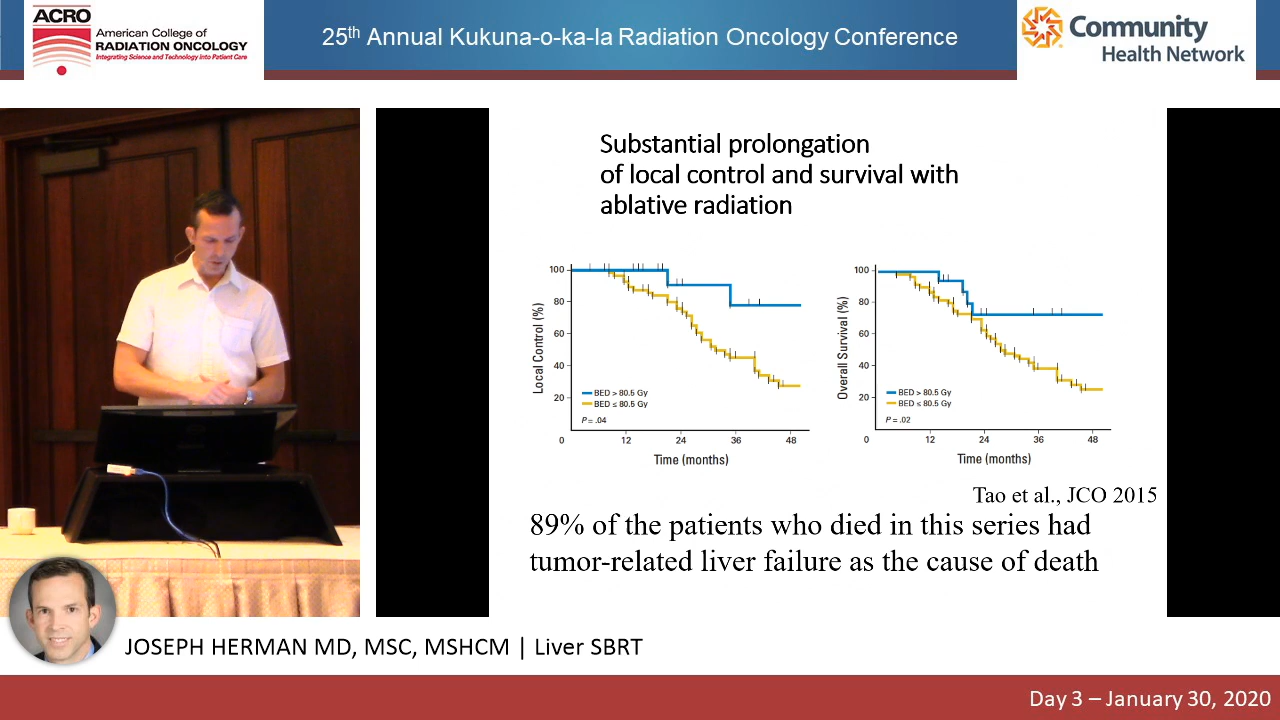 ACRO
American College of
RADIATION ONCOLOGY
Integrating Science and Technology into Patient Care
25th Annual Kukuna-o-ka-la Radiation Oncology Conference
Community
Health Network
Substantial prolongation
of local control and survival with
ablative radiation
Local Control (%)
100
80
60
40
20
0
12
24
36
48
Time (months)
BED > 80.5 Gy
BED ≤ 80.5 Gy
P = .04
Overall Survival (%)
100
80
60
40
20
0
12
24
36
48
Time (months)
BED > 80.5 Gy
BED ≤ 80.5 Gy
P = .02
Tao et al., JCO 2015
89% of the patients who died in this series had
tumor-related liver failure as the cause of death
JOSEPH HERMAN MD, MSC, MSHCM | Liver SBRT
Day 3 – January 30, 2020